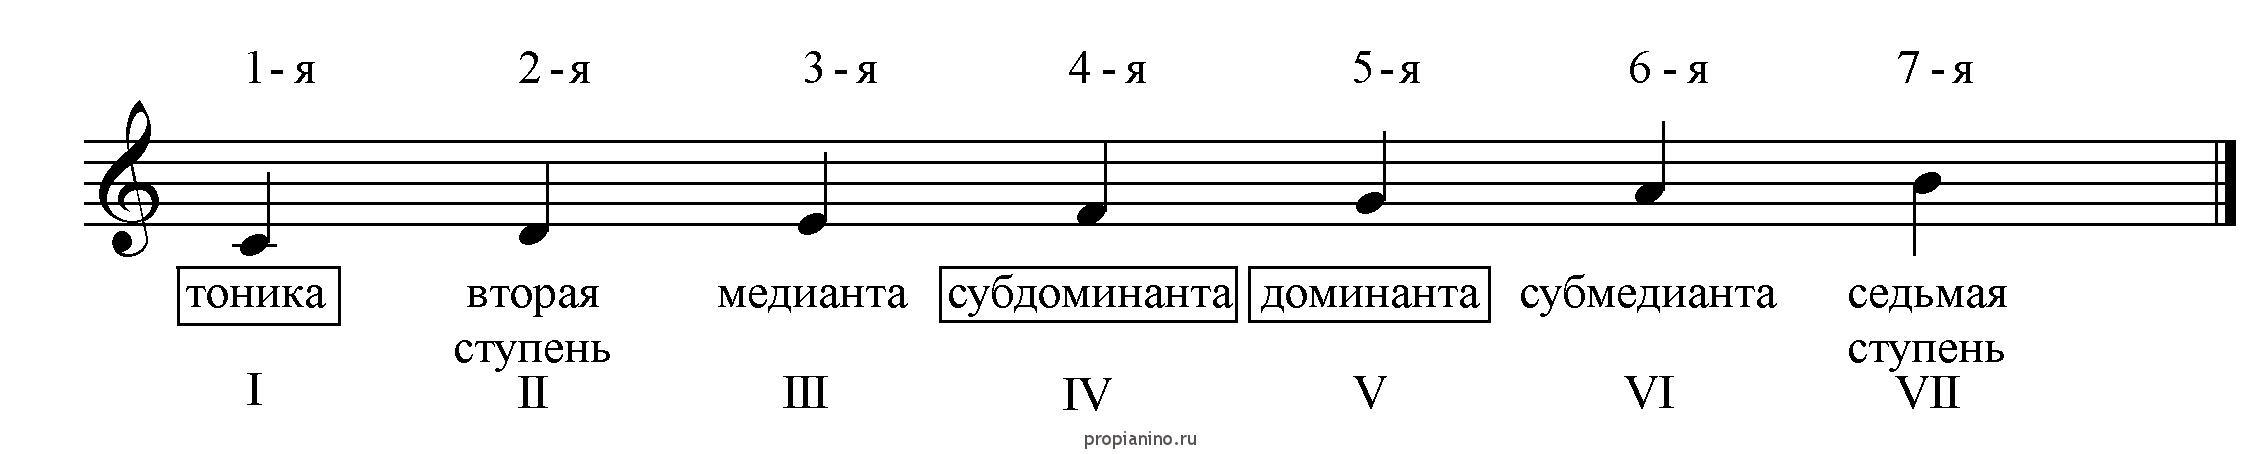 1-я 2-я 3-я 4-я 5-я 6-я 7-я
тоника вторая медианта субдоминанта доминанта субмедианта седьмая
ступень ступень
I II III IV V VI VII
propianino.ru